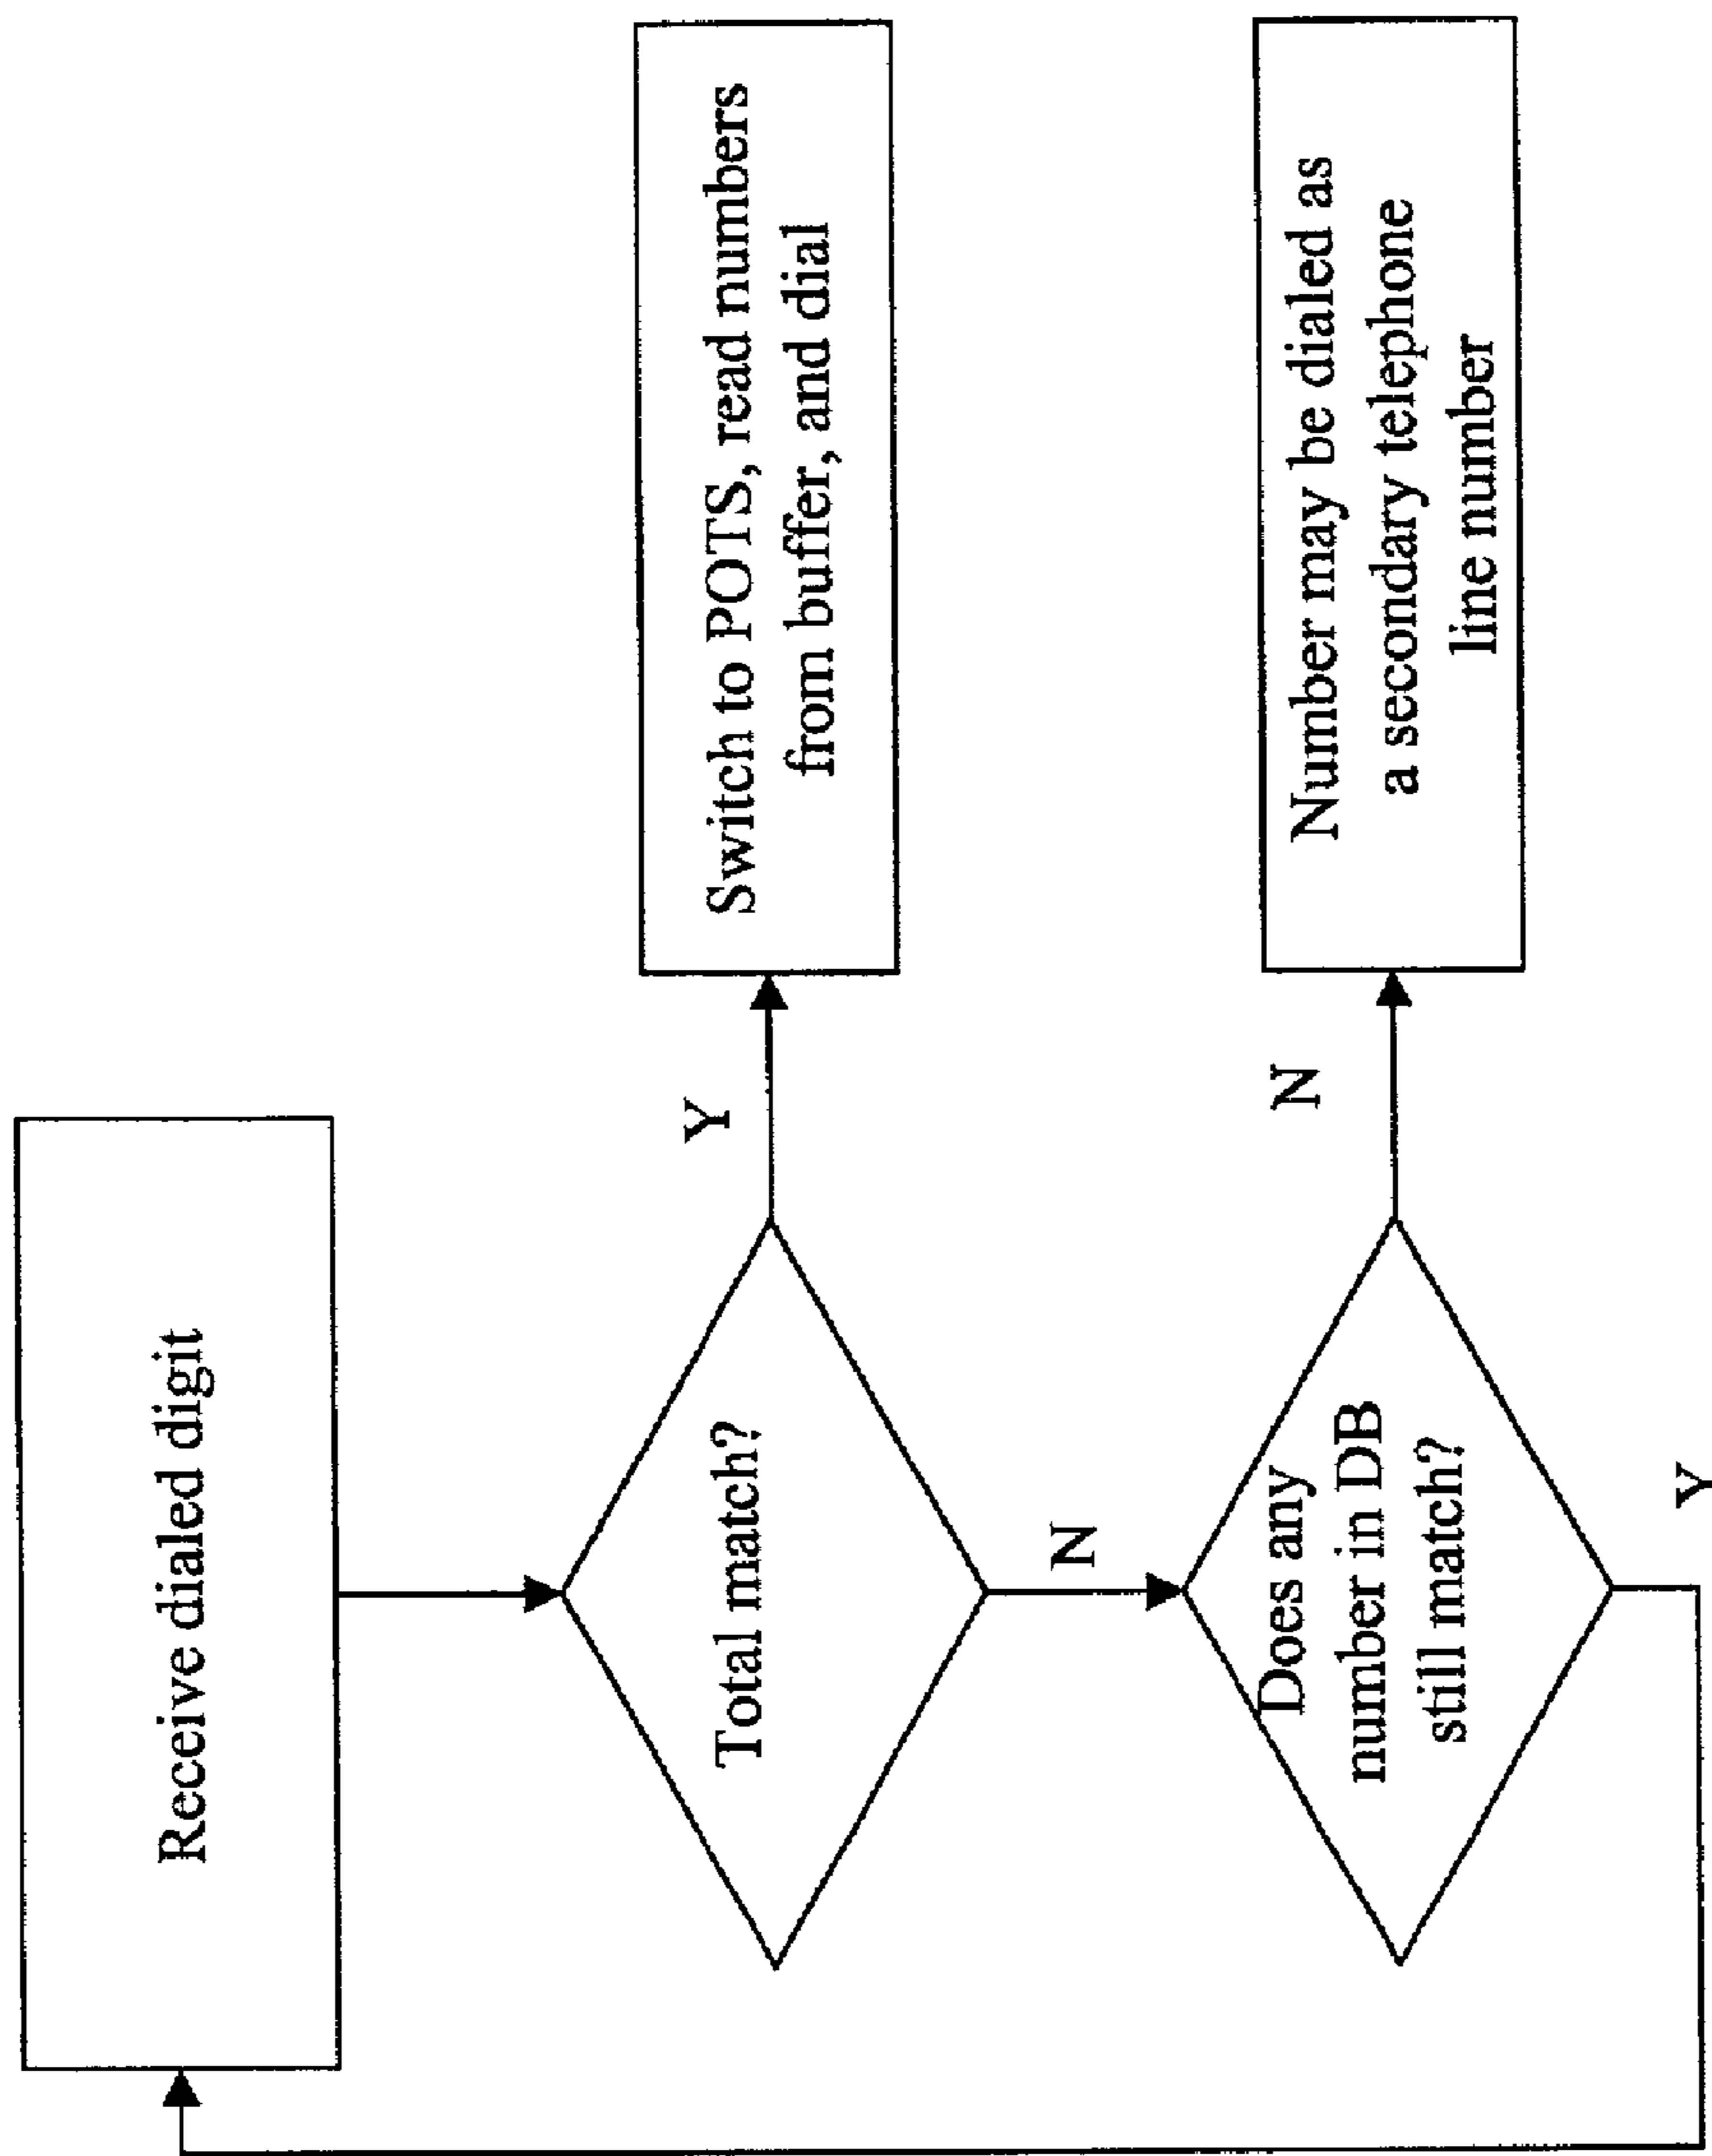 Receive dialed digit
Total match?
Y
Switch to POTS, read numbers
from buffer, and dial
N
Does any
number in DB
still match?
N
Number may be dialed as
a secondary telephone
line number
Y